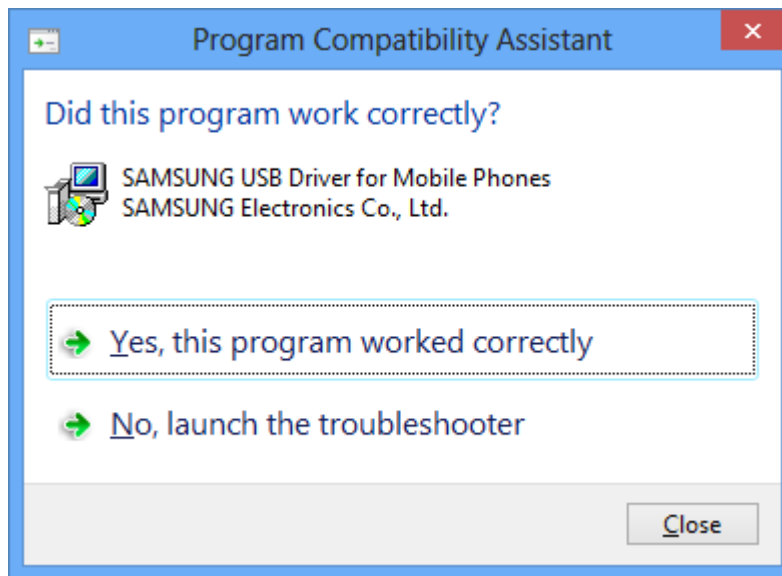 Program Compatibility Assistant
Did this program work correctly?
SAMSUNG USB Driver for Mobile Phones
SAMSUNG Electronics Co., Ltd.
Yes, this program worked correctly
No, launch the troubleshooter
Close